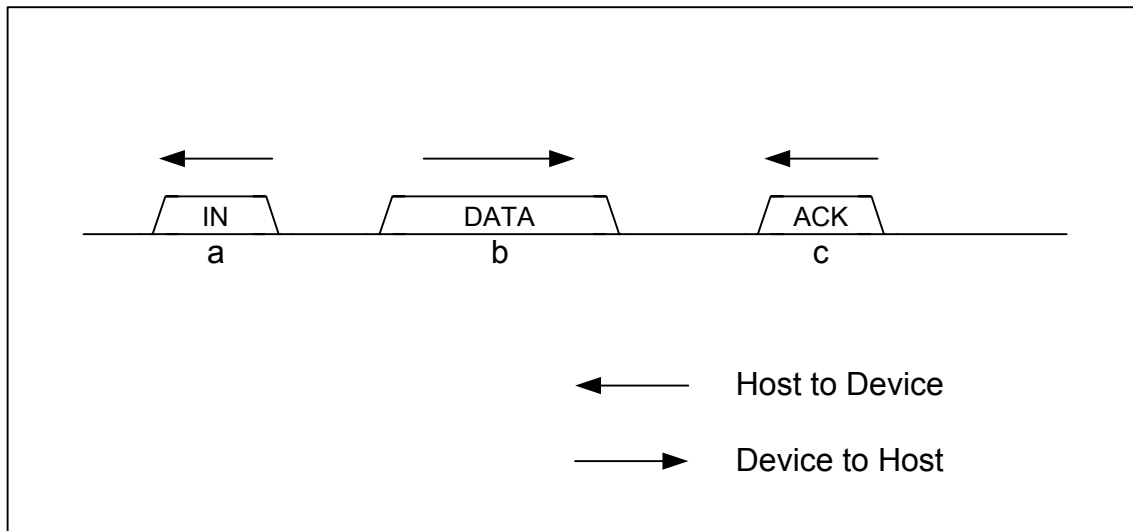 IN DATA ACK
a b c
Host to Device
Device to Host